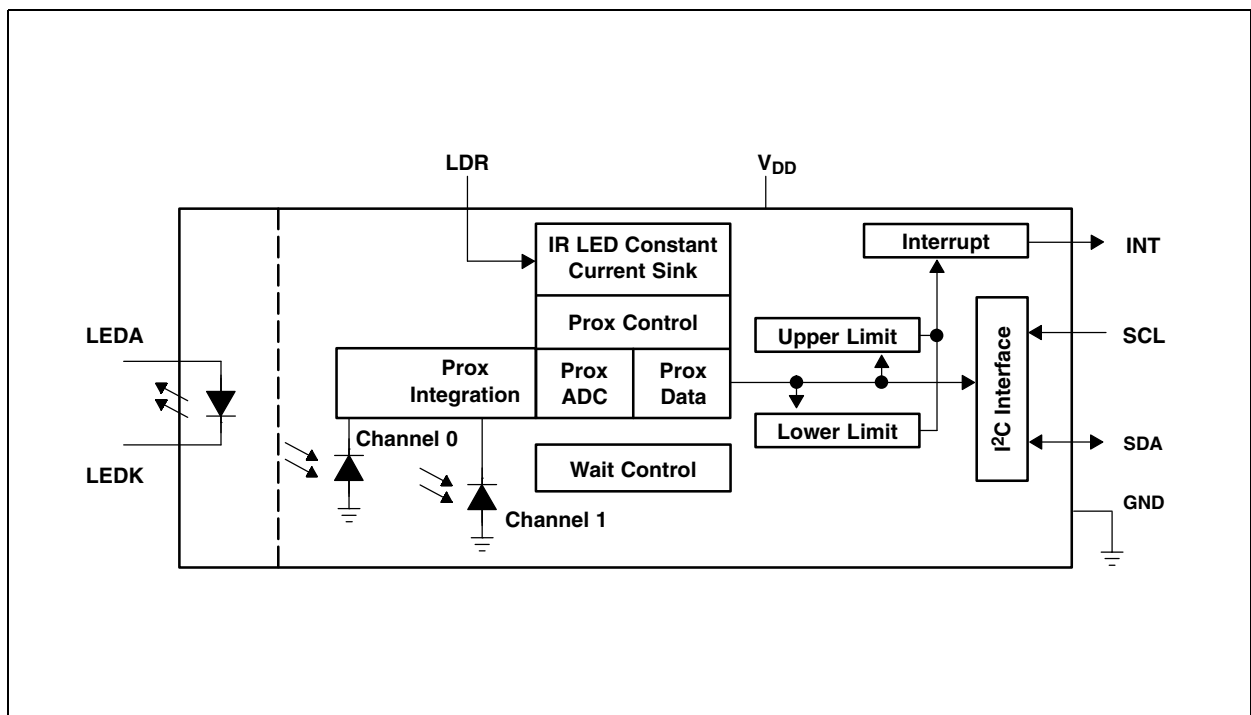 LDR
V_DD
IR LED Constant
Current Sink
Interrupt
INT
Prox Control
Upper Limit
SCL
LEDA
Prox
Integration
Prox
ADC
Prox
Data
I²C Interface
Lower Limit
SDA
Channel 0
LEDK
Wait Control
GND
Channel 1